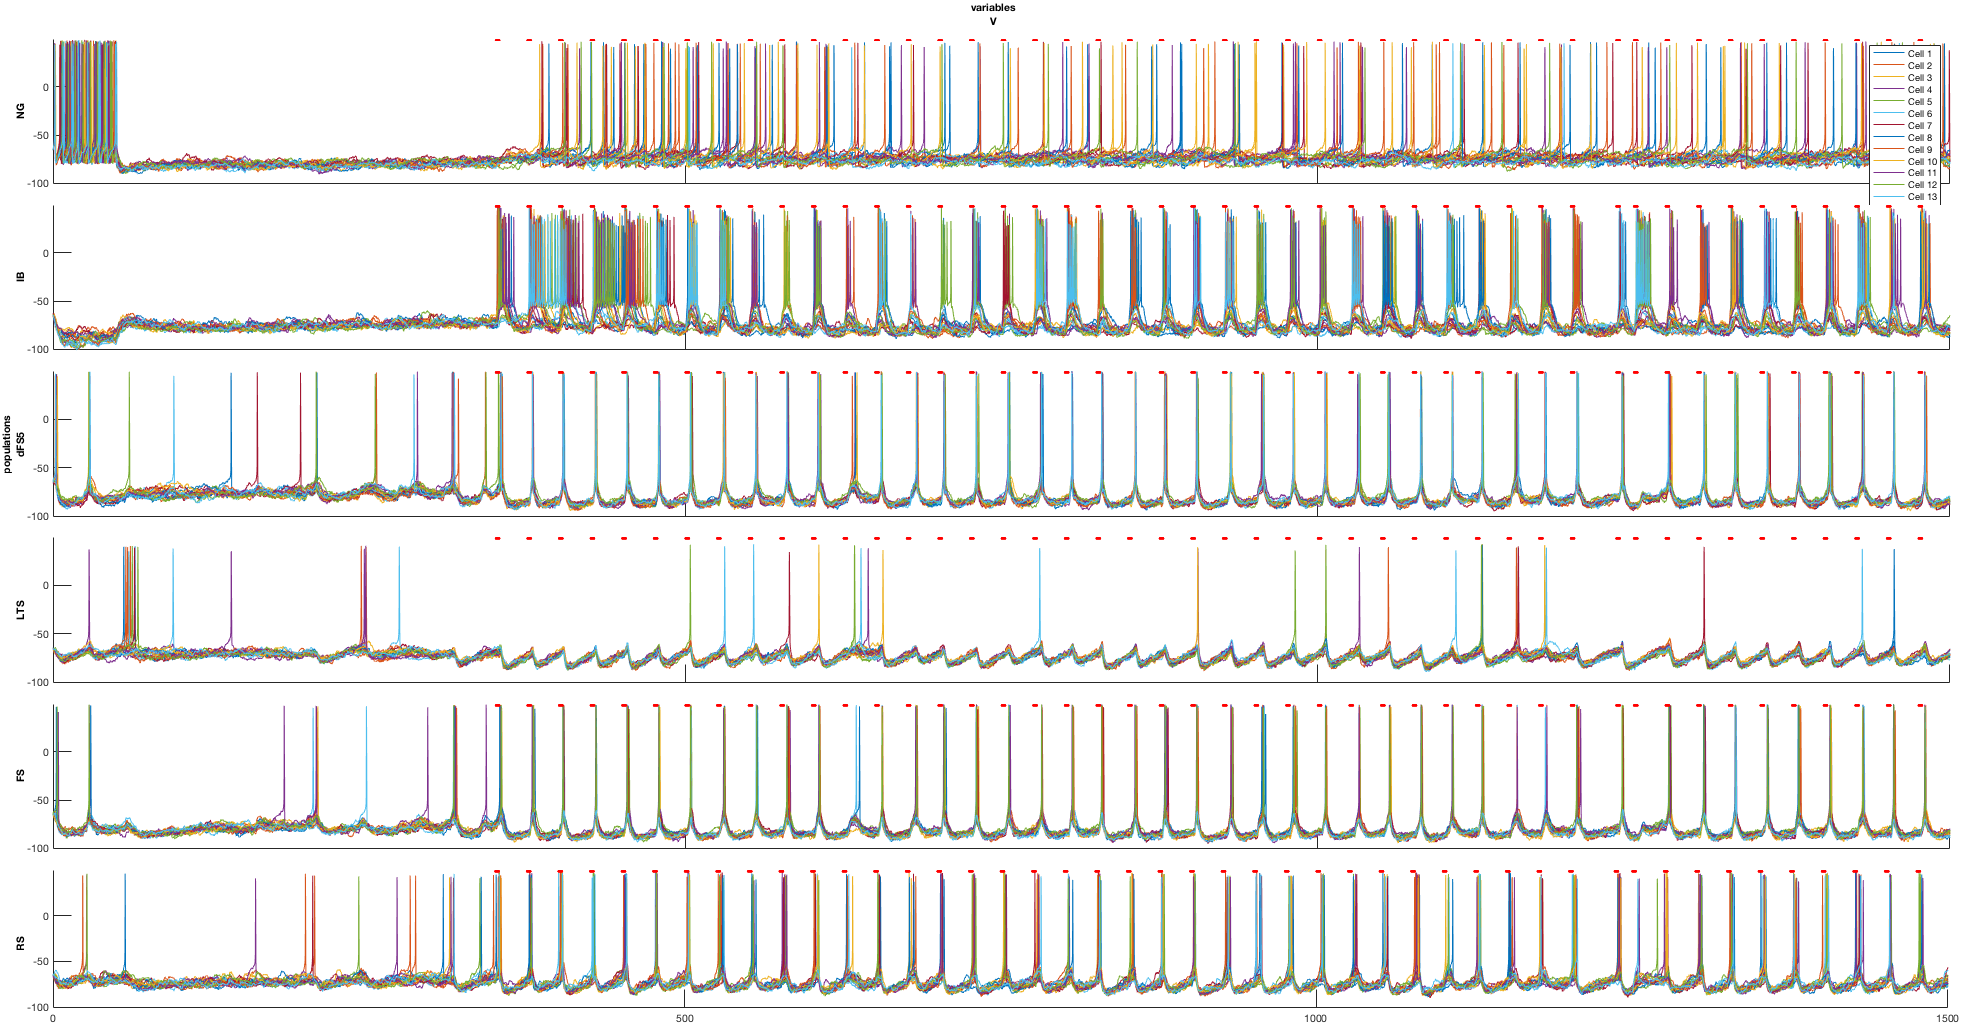 variables
V
NG
0
-50
-100
Cell 1
Cell 2
Cell 3
Cell 4
Cell 5
Cell 6
Cell 7
Cell 8
Cell 9
Cell 10
Cell 11
Cell 12
Cell 13
IB
0
-50
-100
populations
dFS5
0
-50
-100
LTS
0
-50
-100
FS
0
-50
-100
RS
0
-50
-100
0
500
1000
1500